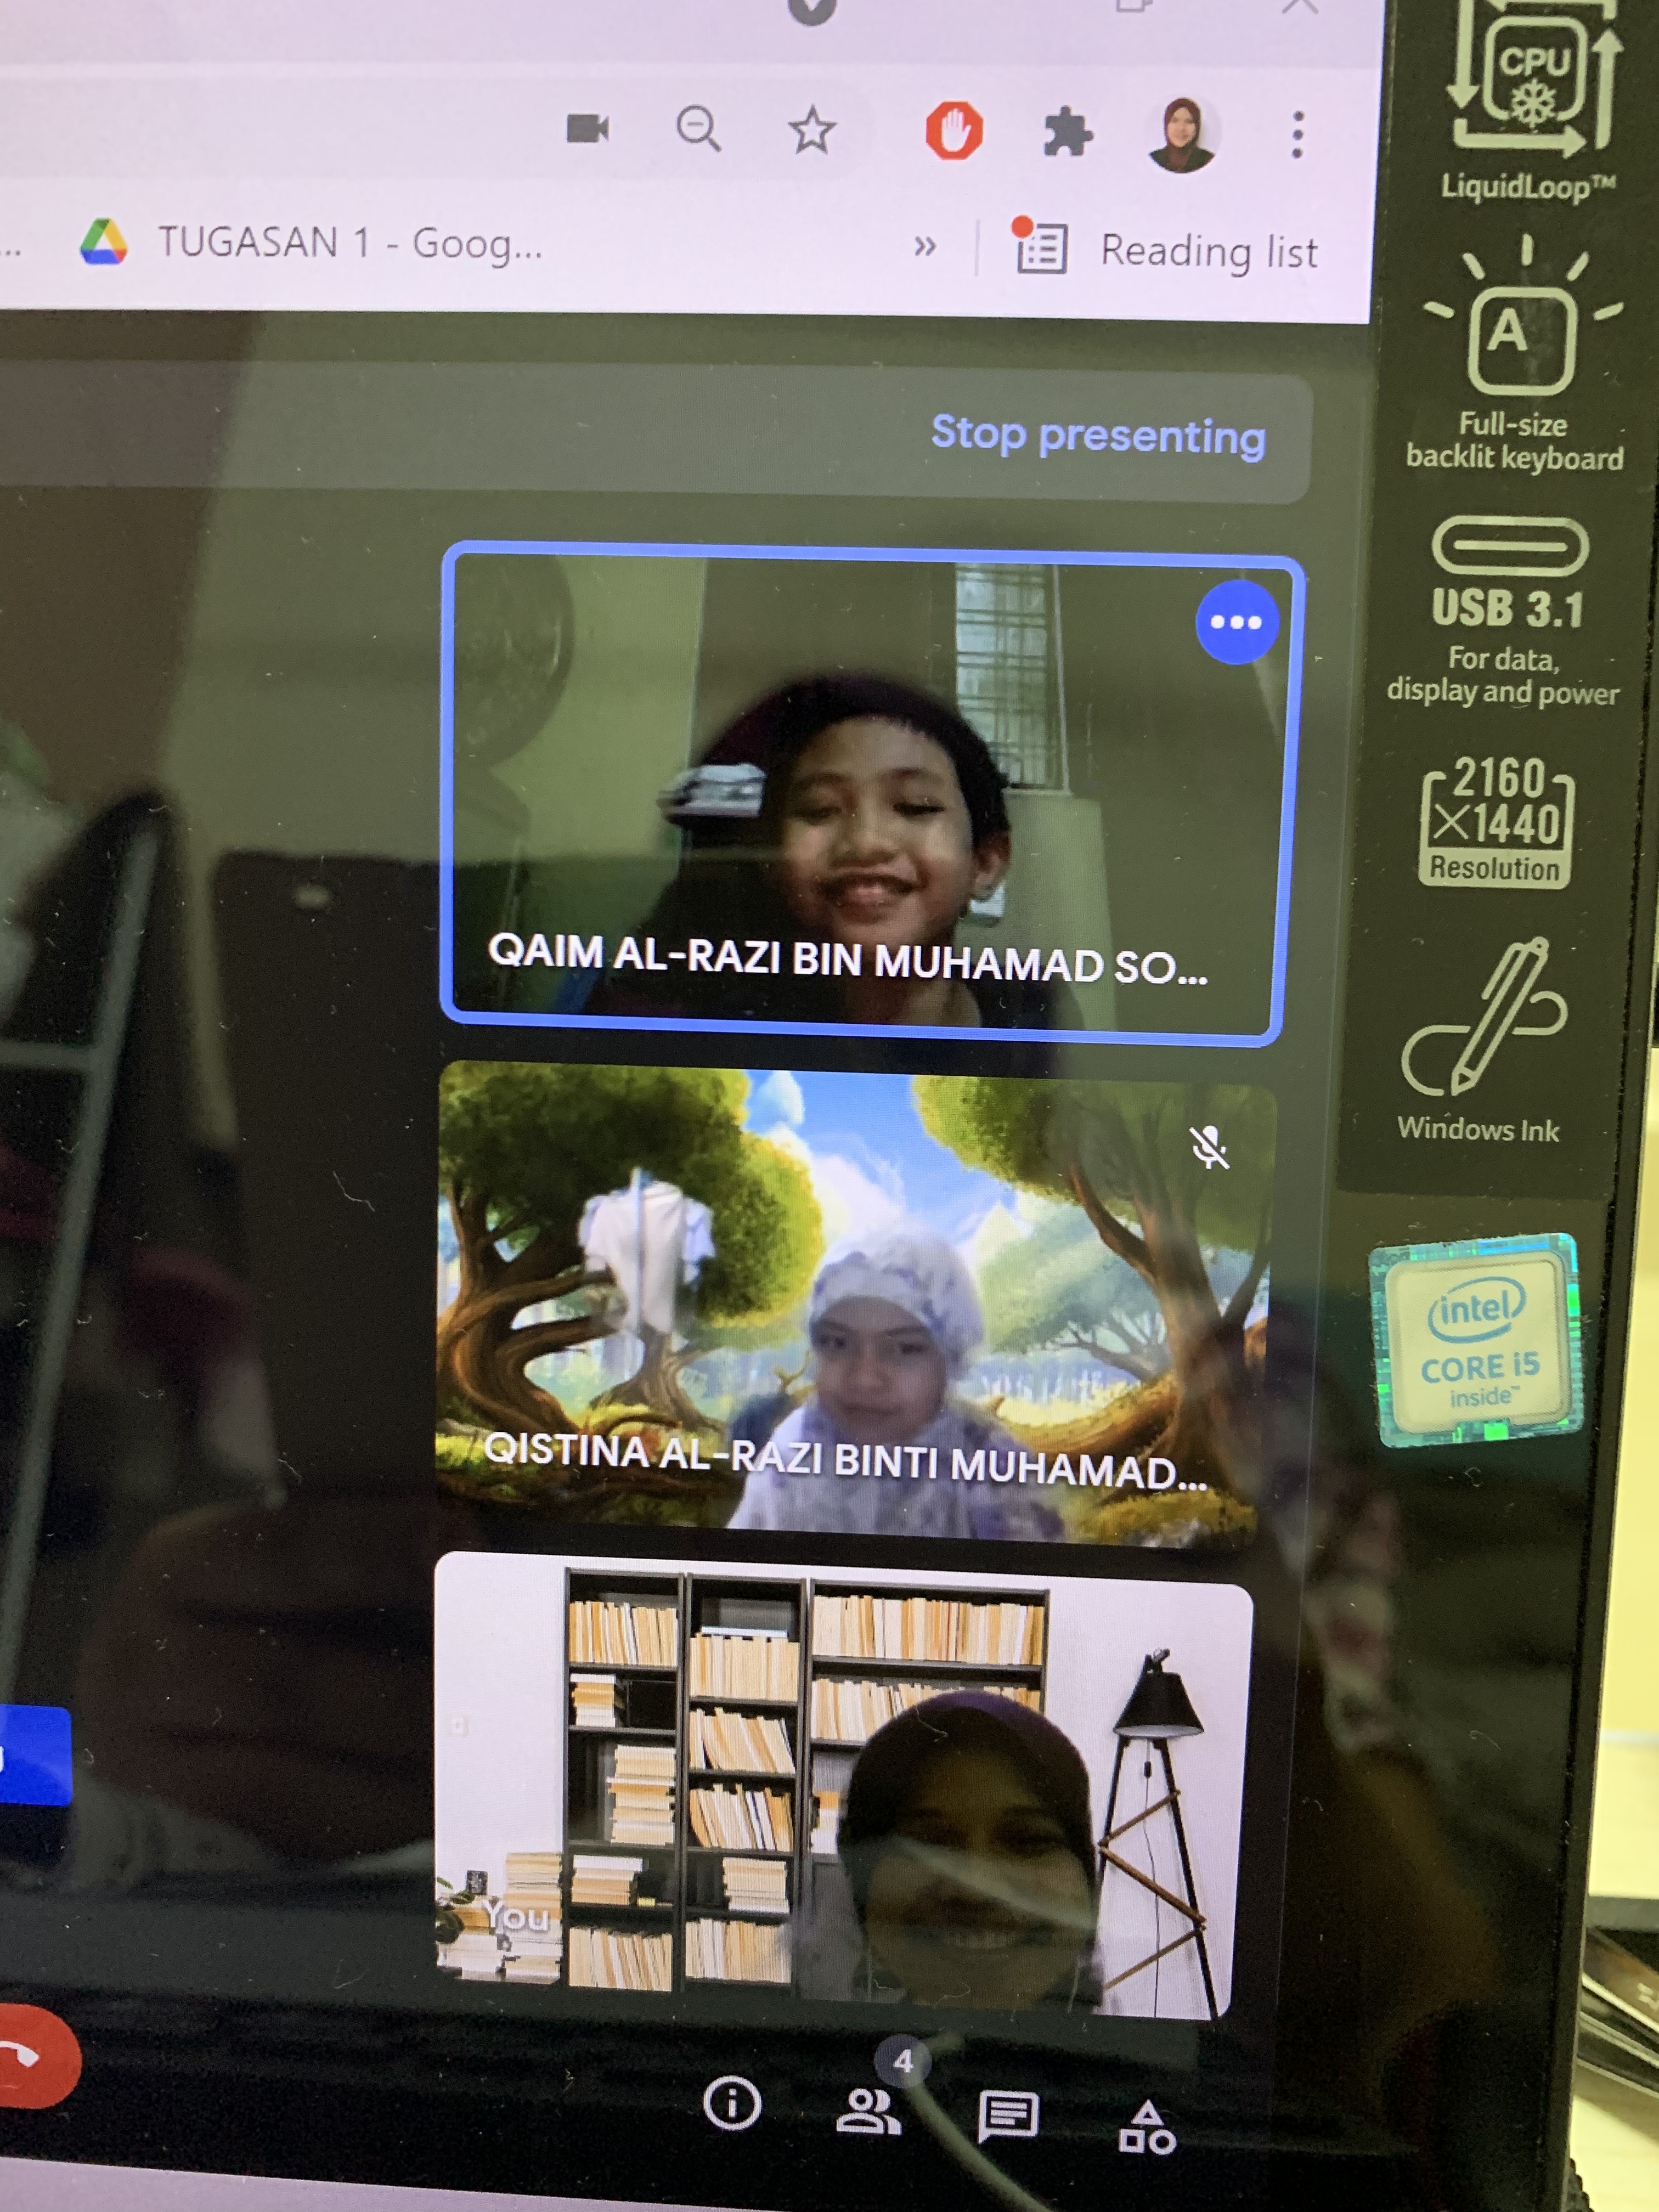 TUGASAN 1 - Goog...
»
Reading list
Stop presenting
QAIM AL-RAZI BIN MUHAMAD SO...
QISTINA AL-RAZI BINTI MUHAMAD...
You
4
CPU
LiquidLoop™
A
Full-size
backlit keyboard
USB 3.1
For data,
display and power
2160
×1440
Resolution
Windows Ink
intel
CORE i5
inside™